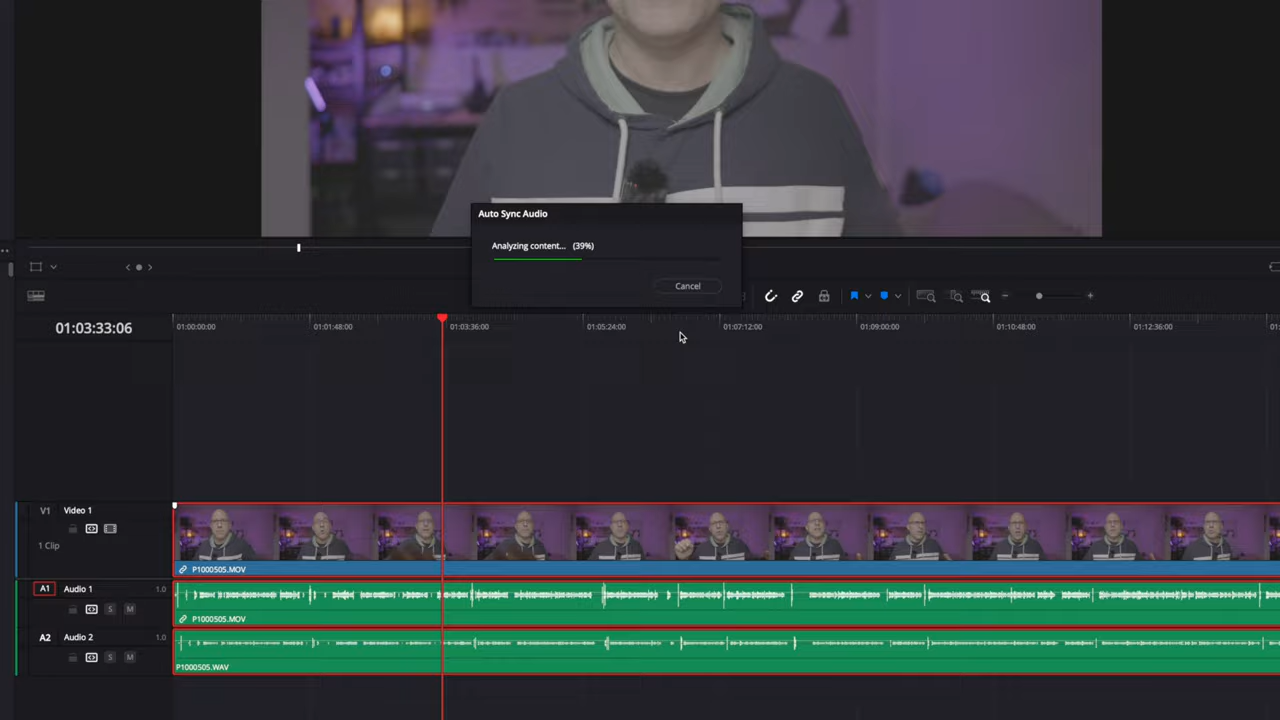 Auto Sync Audio
Analyzing content... (39%)
Cancel
01:03:33:06
01:00:00:00
01:01:48:00
01:03:36:00
01:05:24:00
01:07:12:00
01:09:00:00
01:10:48:00
01:12:36:00
V1 Video 1
1 Clip
P1000505.MOV
A1 Audio 1 1.0
S M
P1000505.MOV
A2 Audio 2 1.0
S M
P1000505.WAV